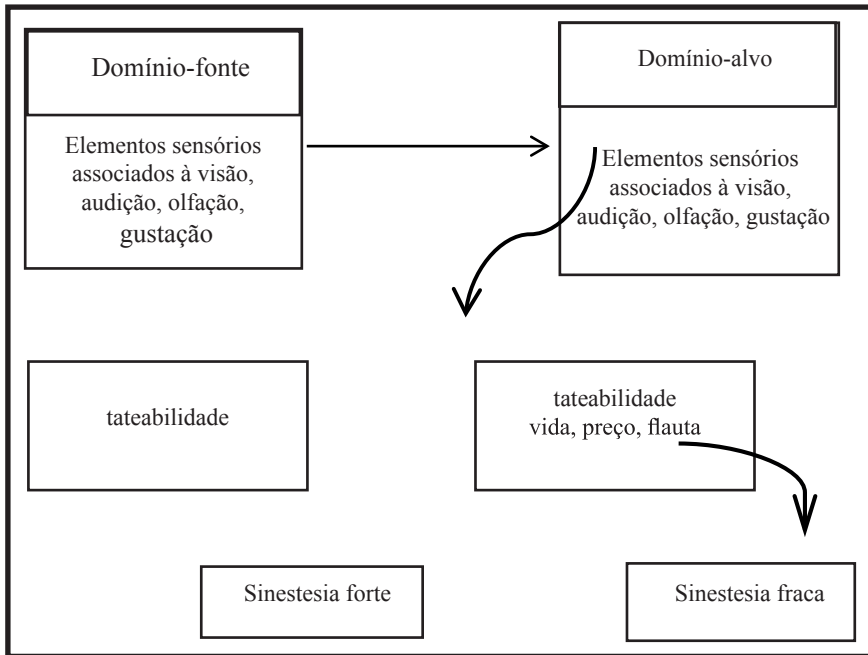 Domínio-fonte
Elementos sensórios
associados à visão,
audição, olfação,
gustação
Domínio-alvo
Elementos sensórios
associados à visão,
audição, olfação, gustação
tateabilidade
tateabilidade
vida, preço, flauta
Sinestesia forte
Sinestesia fraca